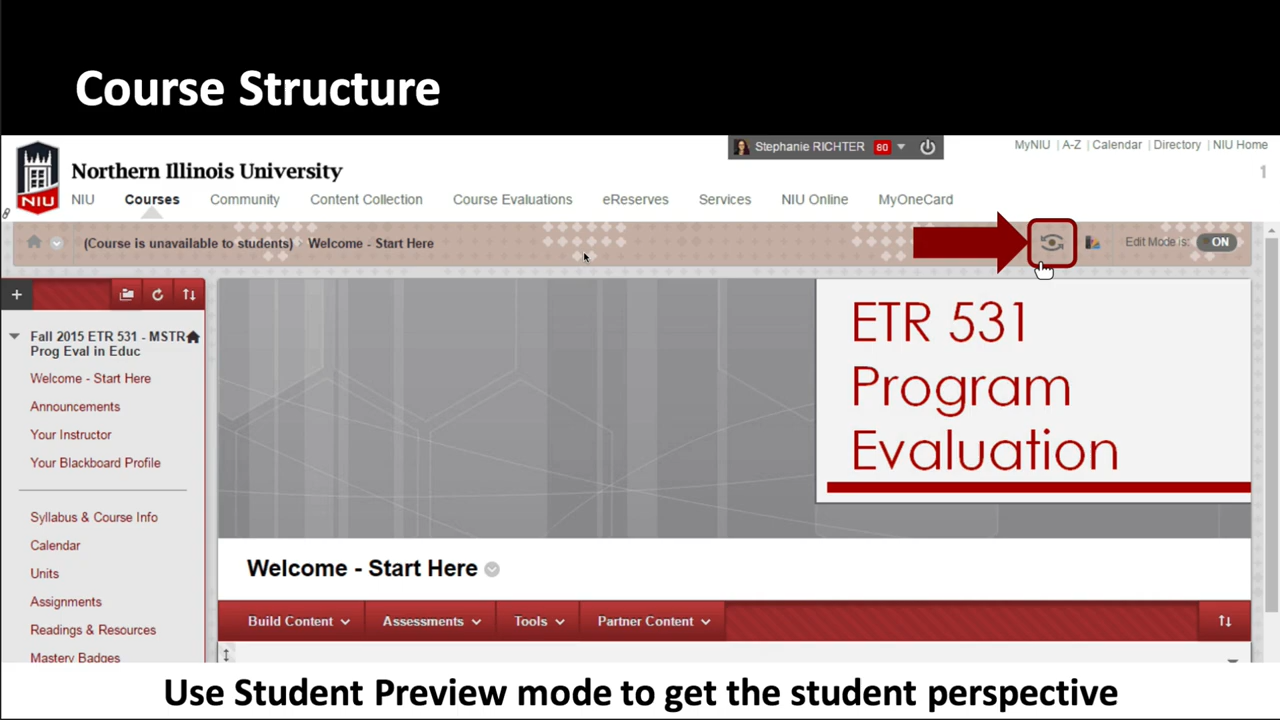 Course Structure
Stephanie RICHTER 80
MyNIU | A-Z | Calendar | Directory | NIU Home
Northern Illinois University
1
NIU
NIU Courses Community Content Collection Course Evaluations eReserves Services NIU Online MyOneCard
(Course is unavailable to students) Welcome - Start Here
Edit Mode is: ON
Fall 2015 ETR 531 - MSTR
Prog Eval in Educ
Welcome - Start Here
Announcements
Your Instructor
Your Blackboard Profile
Syllabus & Course Info
Calendar
Units
Assignments
Readings & Resources
Mastery Badges
ETR 531
Program
Evaluation
Welcome - Start Here
Build Content Assessments Tools Partner Content
Use Student Preview mode to get the student perspective